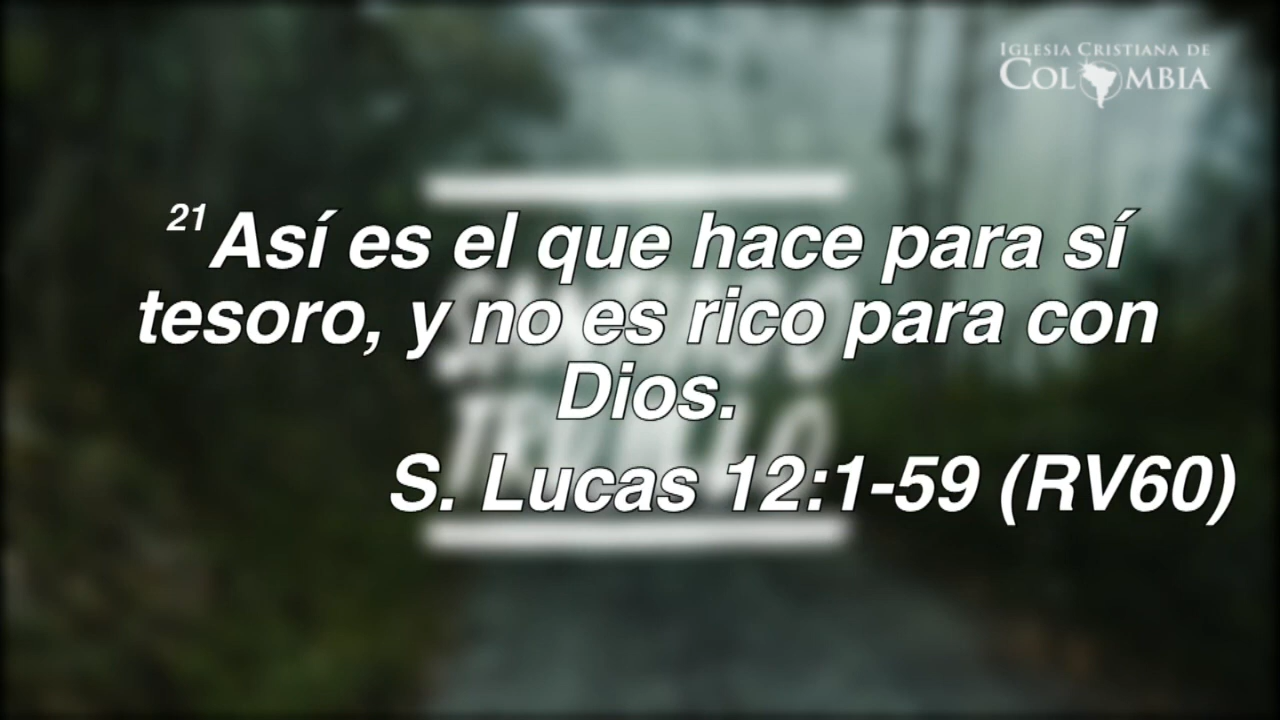 IGLESIA CRISTIANA DE
COLOMBIA
21 Así es el que hace para sí
tesoro, y no es rico para con
Dios.
S. Lucas 12:1-59 (RV60)